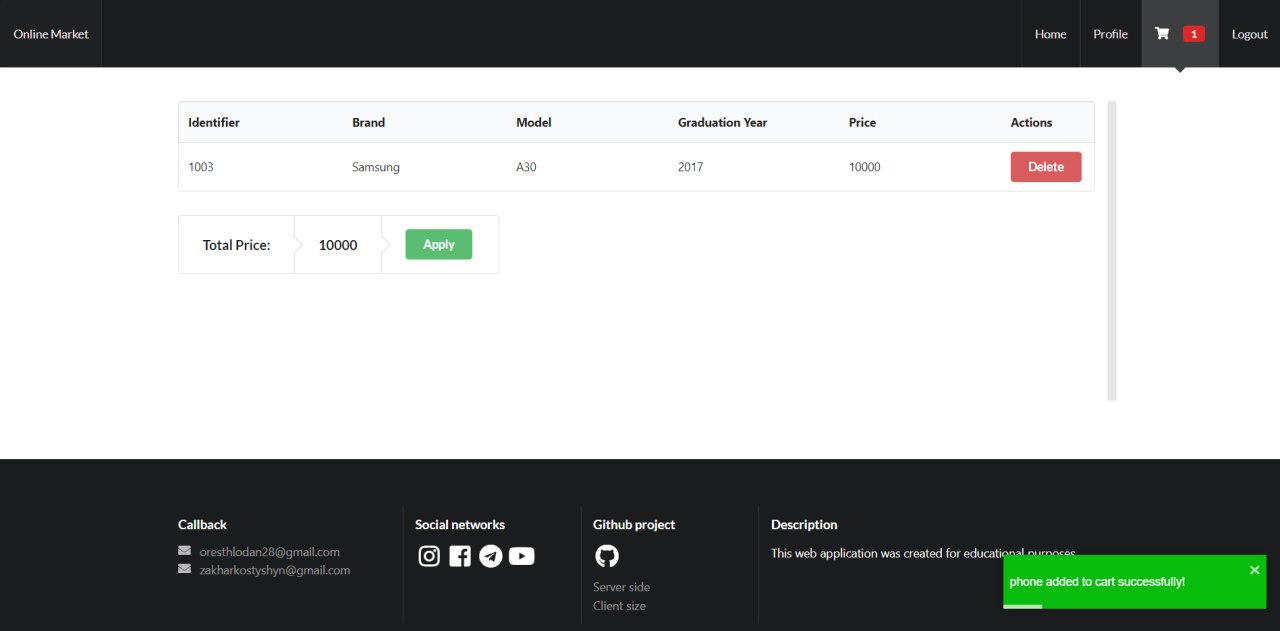 Online Market
Home Profile 1 Logout
Identifier Brand Model Graduation Year Price Actions
1003 Samsung A30 2017 10000 Delete
Total Price: 10000 Apply
Callback
oresthlodan28@gmail.com
zakharkostyshyn@gmail.com
Social networks
Github project
Server side
Client size
Description
This web application was created for educational purposes
phone added to cart successfully!